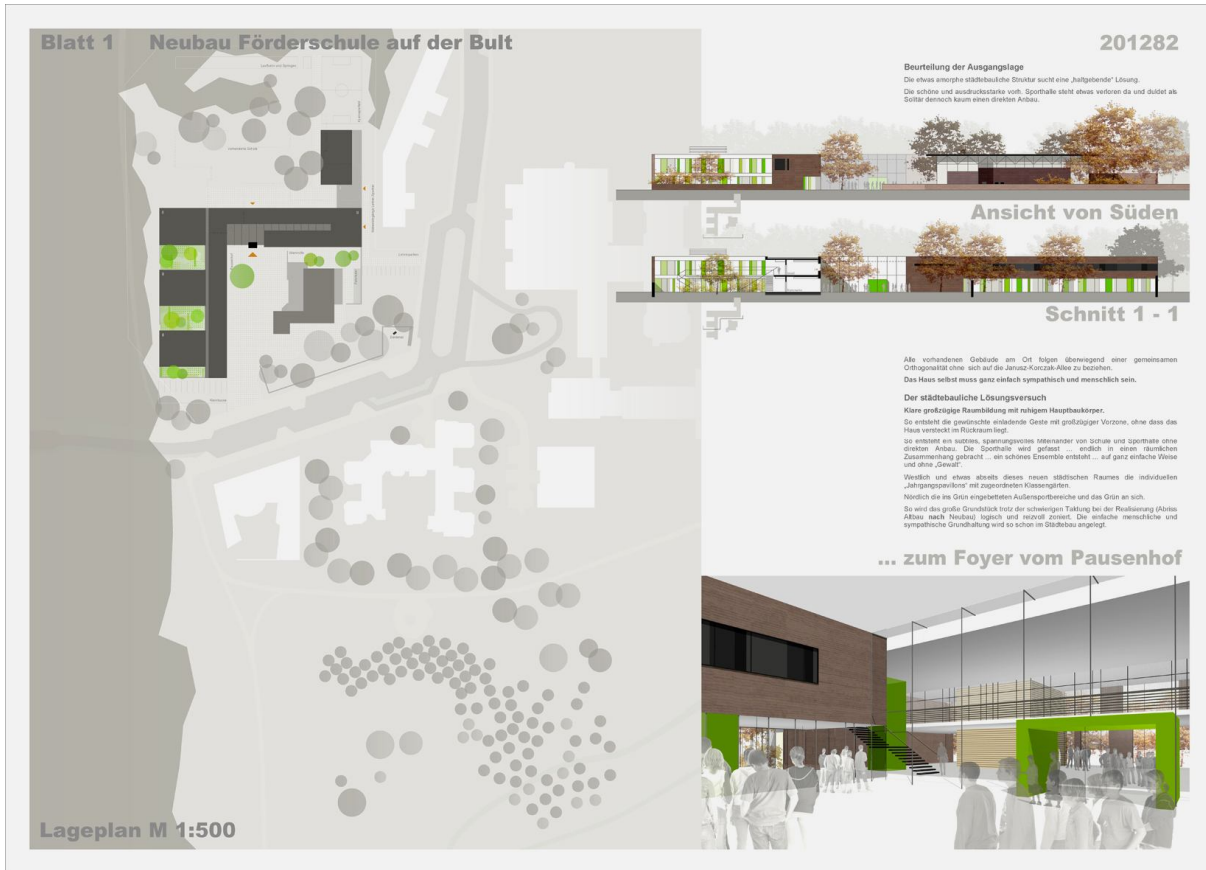 Blatt 1 Neubau Förderschule auf der Bult
201282
Beurteilung der Ausgangslage
Die etwas amorphe städtebauliche Struktur sucht eine „haltgebende“ Lösung.
Die schöne und ausdrucksstarke vorh. Sporthalle steht etwas verloren da und duldet als
Solitär dennoch kaum einen direkten Anbau.
Ansicht von Süden
Schnitt 1 - 1
Alle vorhandenen Gebäude am Ort folgen überwiegend einer gemeinsamen
Orthogonalität ohne sich auf die Janusz-Korczak-Allee zu beziehen.
Das Haus selbst muss ganz einfach sympathisch und menschlich sein.
Der städtebauliche Lösungsversuch
Klare großzügige Raumbildung mit ruhigem Hauptbaukörper.
So entsteht die gewünschte einladende Geste mit großzügiger Vorzone, ohne dass das
Haus versteckt im Rückraum liegt.
So entsteht ein subtiles, spannungsvolles Miteinander von Schule und Sporthalle ohne
direkten Anbau. Die Sporthalle wird gefasst ... endlich in einen räumlichen
Zusammenhang gebracht ... ein schönes Ensemble entsteht ... auf ganz einfache Weise
und ohne „Gewalt“.
Westlich und etwas abseits dieses neuen städtischen Raumes die individuellen
„Jahrgangspavillons“ mit zugeordneten Klassengärten.
Nördlich die ins Grün eingebetteten Außensportbereiche und das Grün an sich.
So wird das große Grundstück trotz der schwierigen Taktung bei der Realisierung (Abriss
Altbau nach Neubau) logisch und reizvoll zoniert. Die einfache menschliche und
sympathische Grundhaltung wird so schon im Städtebau angelegt.
... zum Foyer vom Pausenhof
Lageplan M 1:500